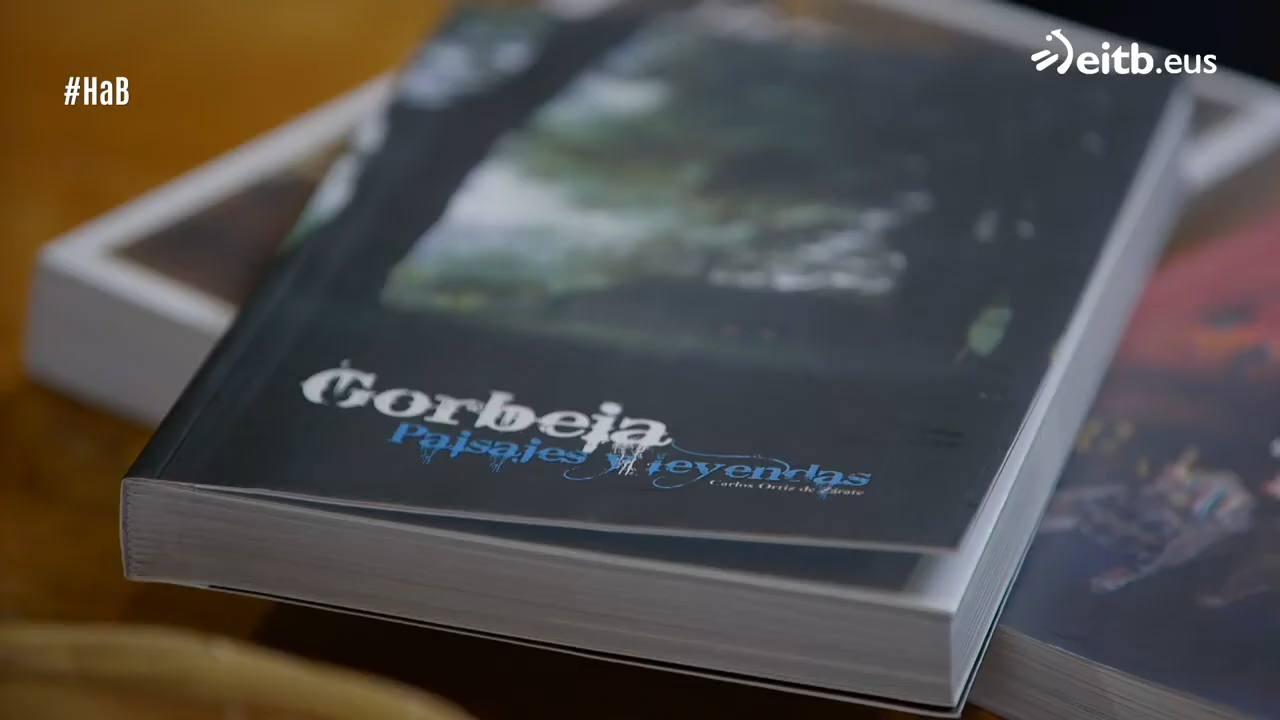 #HaB
eitb.eus
Gorbeia
Paisajes y leyendas
Carlos Ortiz de Zárate